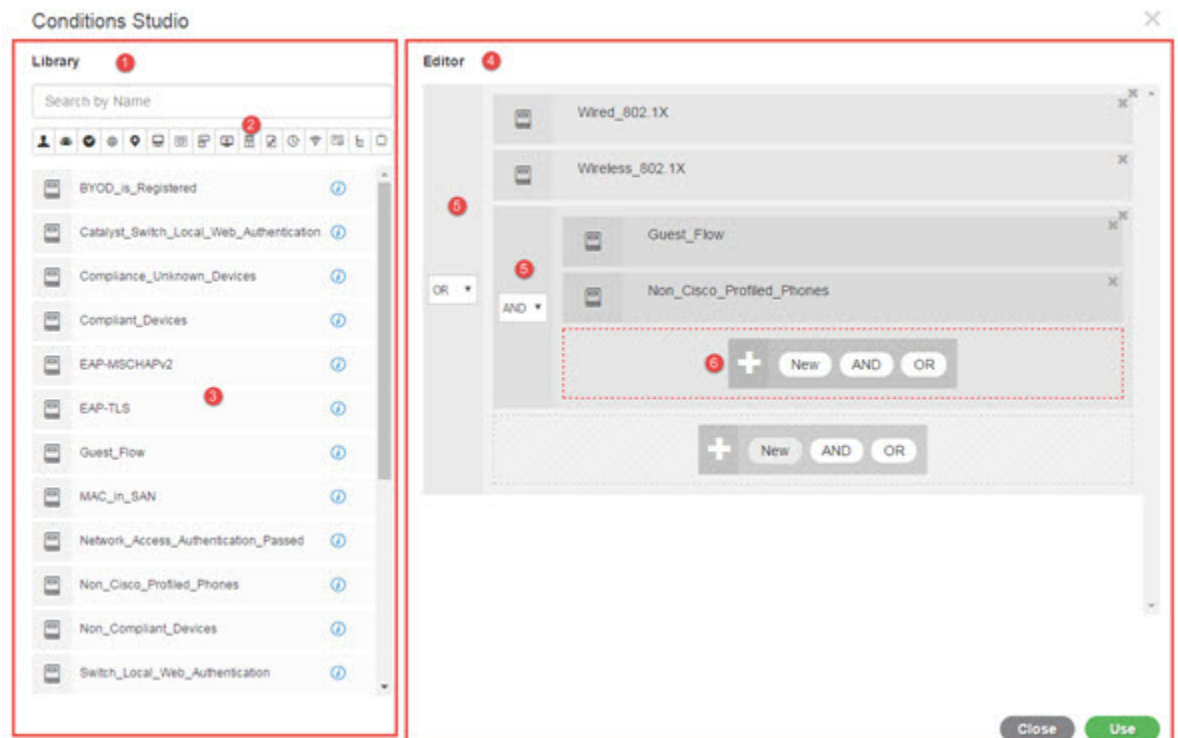 Conditions Studio
Library 1
Search by Name
2
BYOD_is_Registered
Catalyst_Switch_Local_Web_Authentication
Compliance_Unknown_Devices
Compliant_Devices
EAP-MSCHAPv2
3
EAP-TLS
Guest_Flow
MAC_in_SAN
Network_Access_Authentication_Passed
Non_Cisco_Profiled_Phones
Non_Compliant_Devices
Switch_Local_Web_Authentication
Editor 4
Wired_802.1X
Wireless_802.1X
5
OR
Guest_Flow
5
AND
Non_Cisco_Profiled_Phones
6 New AND OR
New AND OR
Close Use